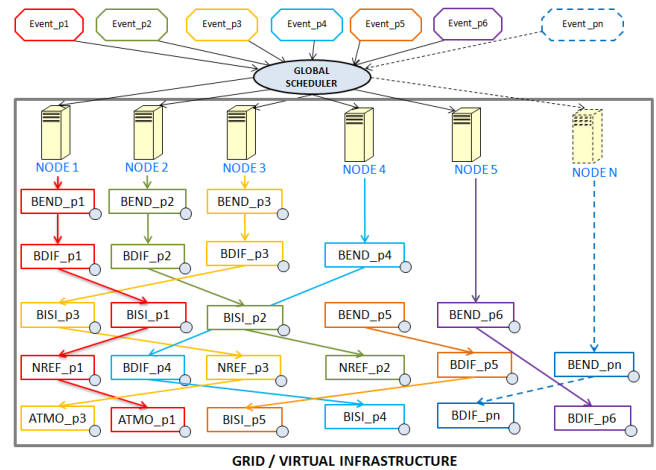 Event_p1 Event_p2 Event_p3 Event_p4 Event_p5 Event_p6 Event_pn
GLOBAL
SCHEDULER
NODE 1 NODE 2 NODE 3 NODE 4 NODE 5 NODE N
BEND_p1 BEND_p2 BEND_p3
BDIF_p1 BDIF_p2 BDIF_p3 BEND_p4
BISI_p3 BISI_p1 BISI_p2 BEND_p5 BEND_p6
NREF_p1 BDIF_p4 NREF_p3 NREF_p2 BDIF_p5 BEND_pn
ATMO_p3 ATMO_p1 BISI_p5 BISI_p4 BDIF_pn BDIF_p6
GRID / VIRTUAL INFRASTRUCTURE